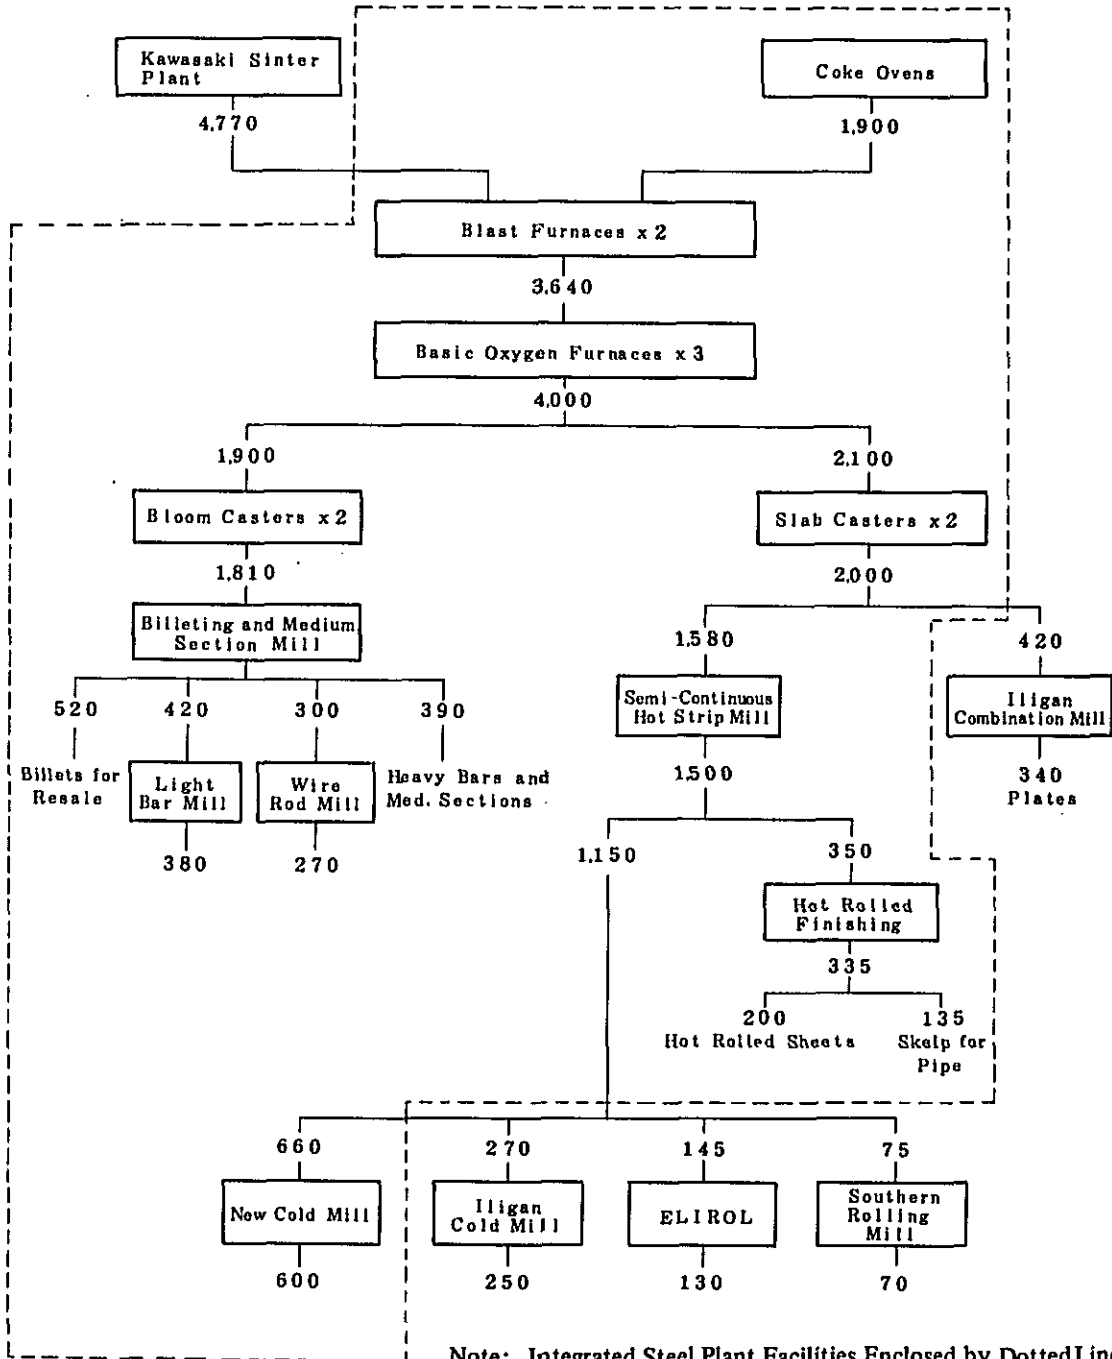 Kawasaki Sinter
Plant
Coke Ovens
4,770
1,900
Blast Furnaces x 2
3,640
Basic Oxygen Furnaces x 3
4,000
1,900
2,100
Bloom Casters x 2
Slab Casters x 2
1,810
2,000
Billeting and Medium
Section Mill
1,580
420
520
420
300
390
Semi-Continuous
Hot Strip Mill
Iligan
Combination Mill
Billets for
Resale
Light
Bar Mill
Wire
Rod Mill
Heavy Bars and
Med. Sections
1,500
340
Plates
380
270
1,150
350
Hot Rolled
Finishing
335
200
135
Hot Rolled Sheets
Skelp for
Pipe
660
270
145
75
New Cold Mill
Iligan
Cold Mill
ELIROL
Southern
Rolling
Mill
600
250
130
70
Note: Integrated Steel Plant Facilities Enclosed by Dotted Line